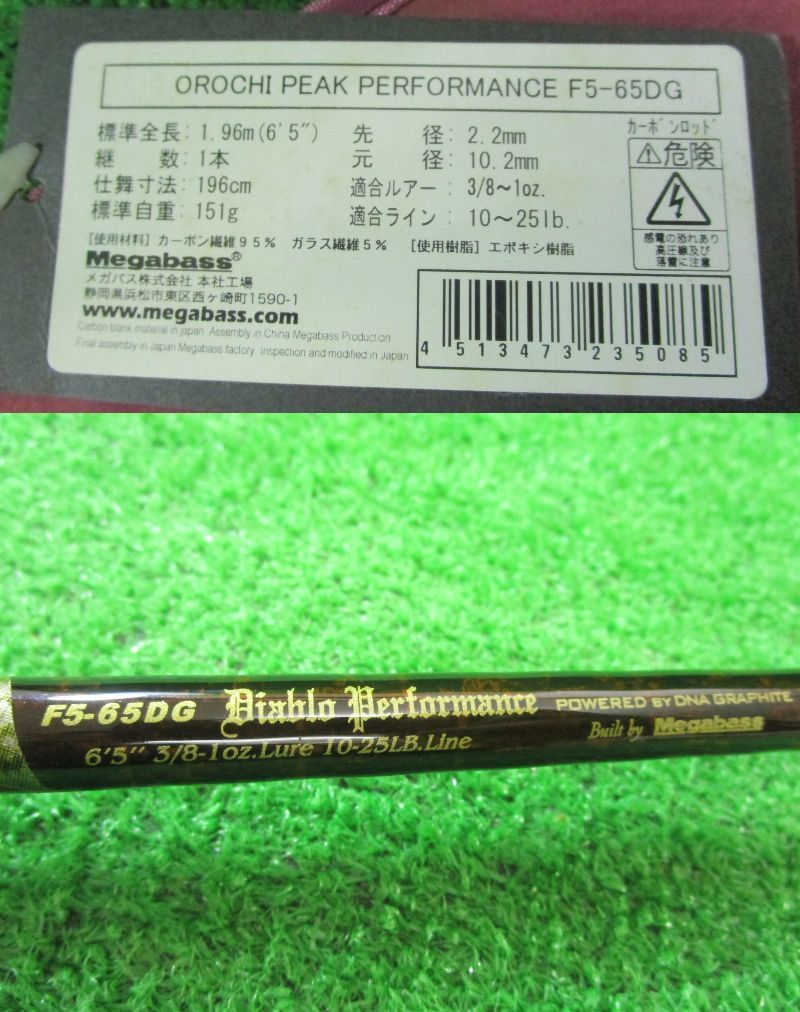 OROCHI PEAK PERFORMANCE F5-65DG
標準全長: 1.96m(6'5") 先 径: 2.2mm
継 数: 1本 元 径: 10.2mm
仕舞寸法: 196cm 適合ルアー: 3/8～1oz.
標準自重: 151g 適合ライン: 10～25lb.
カーボンロッド
⚠危険
感電の恐れあり
高圧線及び
落雷に注意
[使用材料] カーボン繊維95% ガラス繊維5% [使用樹脂] エポキシ樹脂
Megabass®
メガバス株式会社 本社工場
静岡県浜松市東区西ヶ崎町1590-1
www.megabass.com
Carbon blank material in japan. Assembly in China Megabass Production.
Final assembly in Japan Megabass factory. Inspection and modified in Japan
4 513473 235085
F5-65DG Diablo Performance POWERED BY DNA GRAPHITE
6'5" 3/8-1oz.Lure 10-25LB.Line Built by Megabass